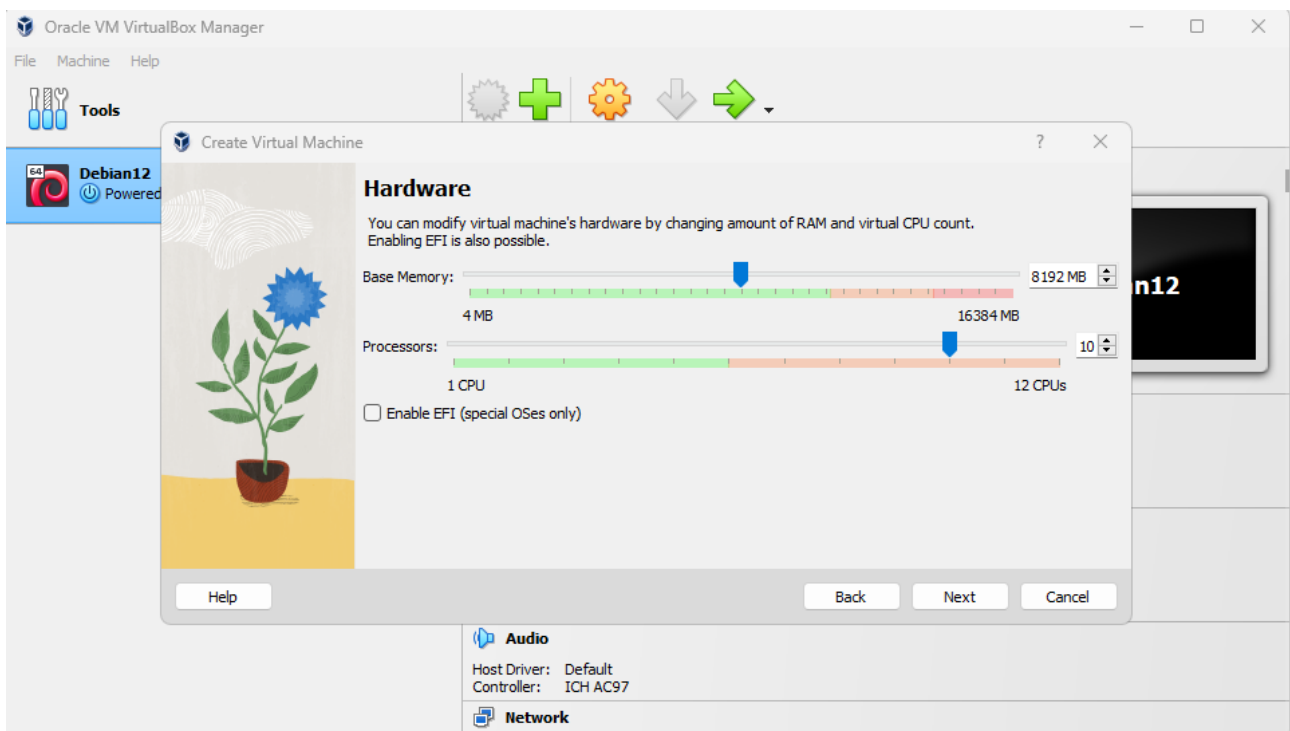 Oracle VM VirtualBox Manager
File Machine Help
Tools
Create Virtual Machine
64
Debian12
Powered
Hardware
You can modify virtual machine's hardware by changing amount of RAM and virtual CPU count.
Enabling EFI is also possible.
Base Memory:
8192 MB
4 MB
16384 MB
n12
Processors:
10
1 CPU
12 CPUs
Enable EFI (special OSes only)
Help
Back
Next
Cancel
Audio
Host Driver: Default
Controller: ICH AC97
Network